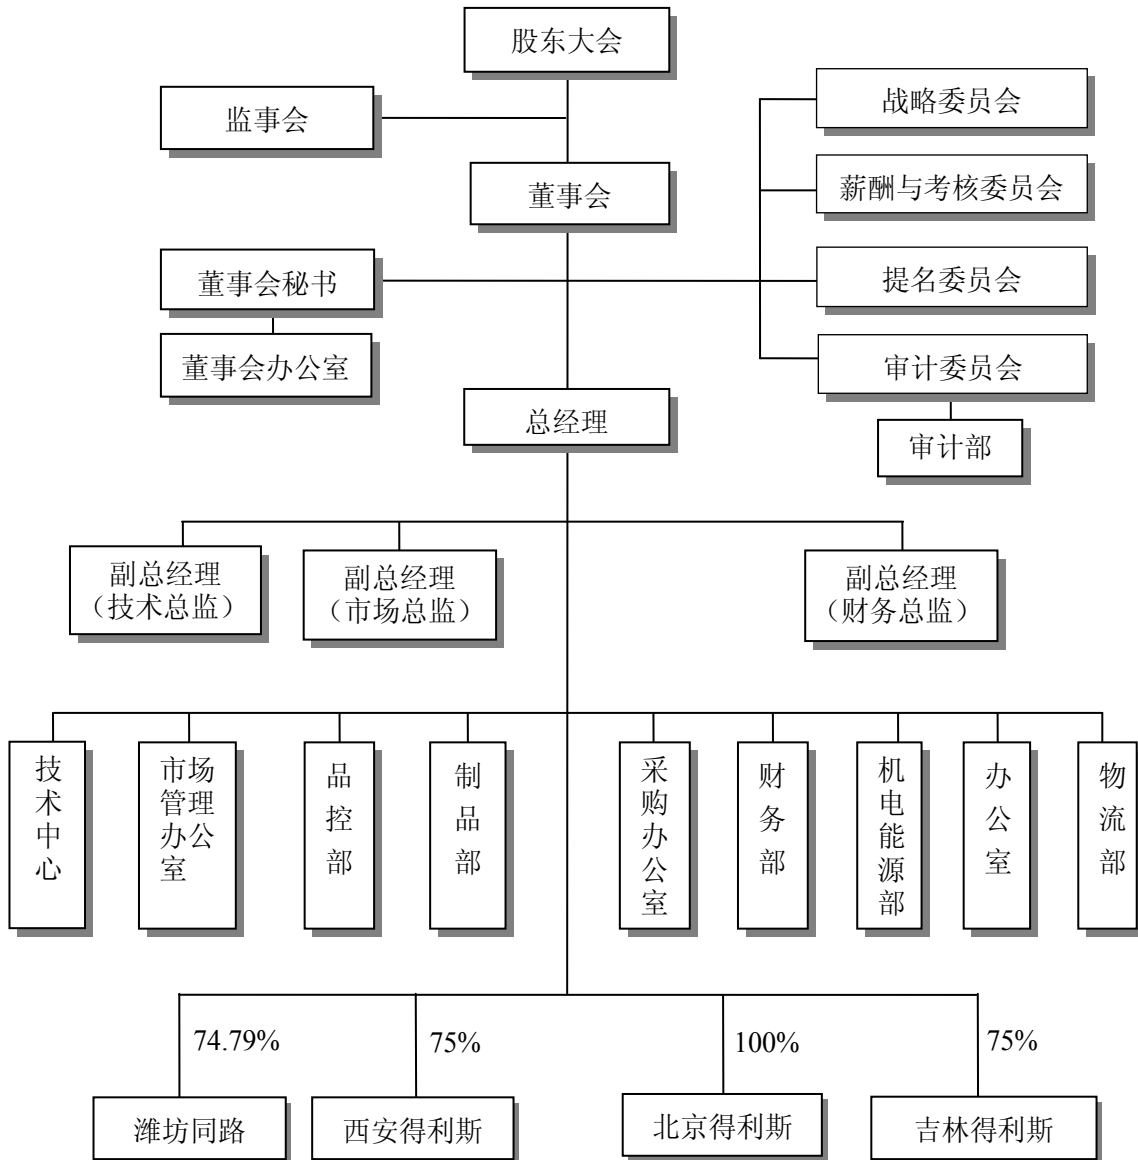 股东大会
监事会
战略委员会
董事会
薪酬与考核委员会
董事会秘书
提名委员会
董事会办公室
审计委员会
总经理
审计部
副总经理
（技术总监）
副总经理
（市场总监）
副总经理
（财务总监）
技术中心
市场
管理
办公
室
品控部
制品部
采购办公室
财务部
机电能源部
办公室
物流部
74.79%
75%
100%
75%
潍坊同路
西安得利斯
北京得利斯
吉林得利斯